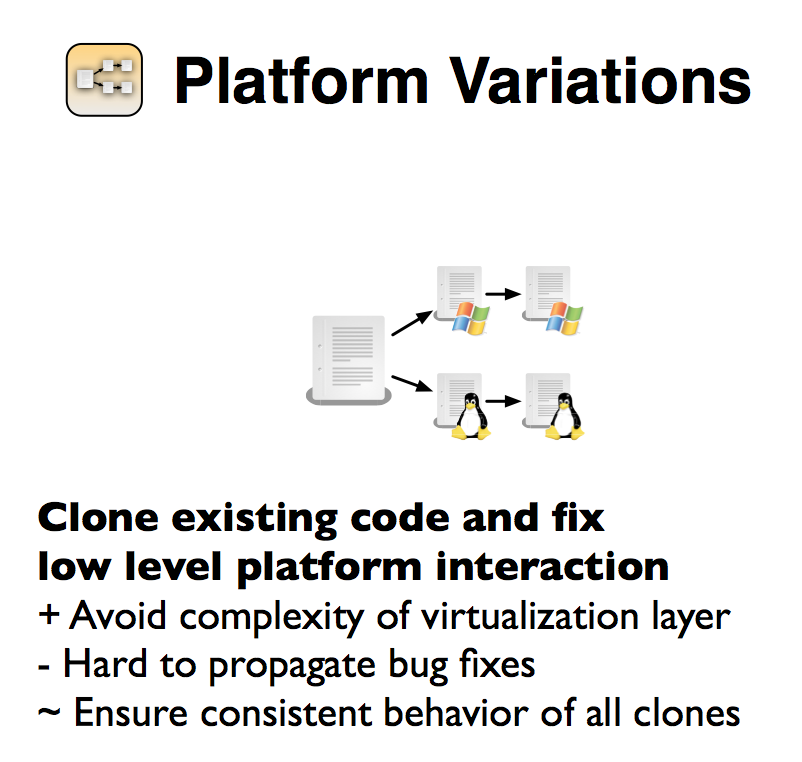 Platform Variations
Clone existing code and fix
low level platform interaction
+ Avoid complexity of virtualization layer
- Hard to propagate bug fixes
~ Ensure consistent behavior of all clones